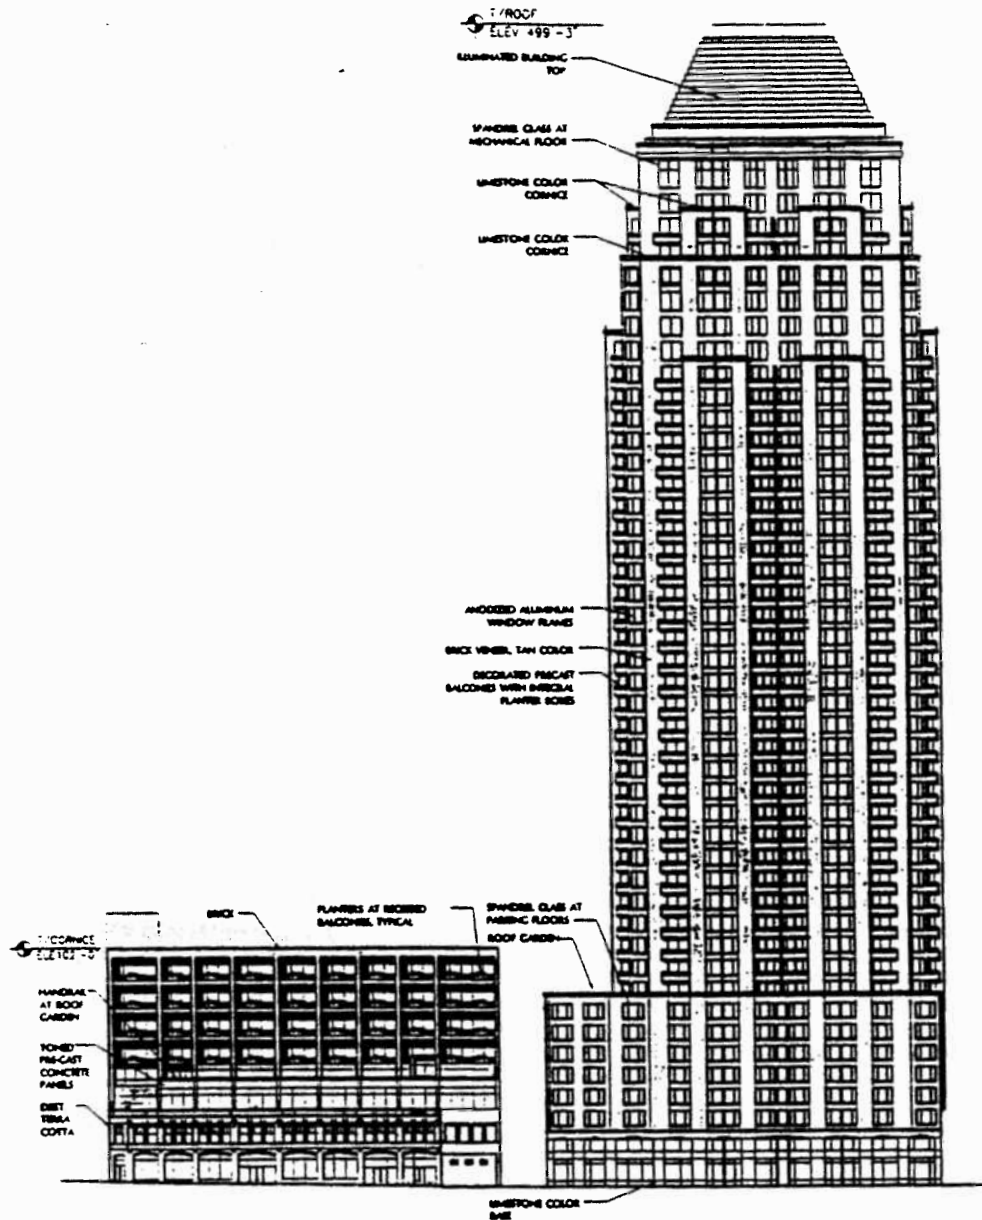 T/ROOF
ELEV 499'-3"
ILLUMINATED BUILDING
TOP
SPANDREL GLASS AT
MECHANICAL FLOOR
LIMESTONE COLOR
CORNICE
LIMESTONE COLOR
CORNICE
ANODIZED ALUMINUM
WINDOW FRAMES
BRICK VENEER, TAN COLOR
DECORATED PRECAST
BALCONIES WITH INTEGRAL
PLANTER BOXES
BRICK
PLANTERS AT RECESSED
BALCONIES, TYPICAL
SPANDREL GLASS AT
PARKING FLOORS
ROOF GARDEN
T/CORNICE
HANDRAIL
AT ROOF
GARDEN
TONED
PRE-CAST
CONCRETE
PANELS
TERRA
COTTA
LIMESTONE COLOR
BASE